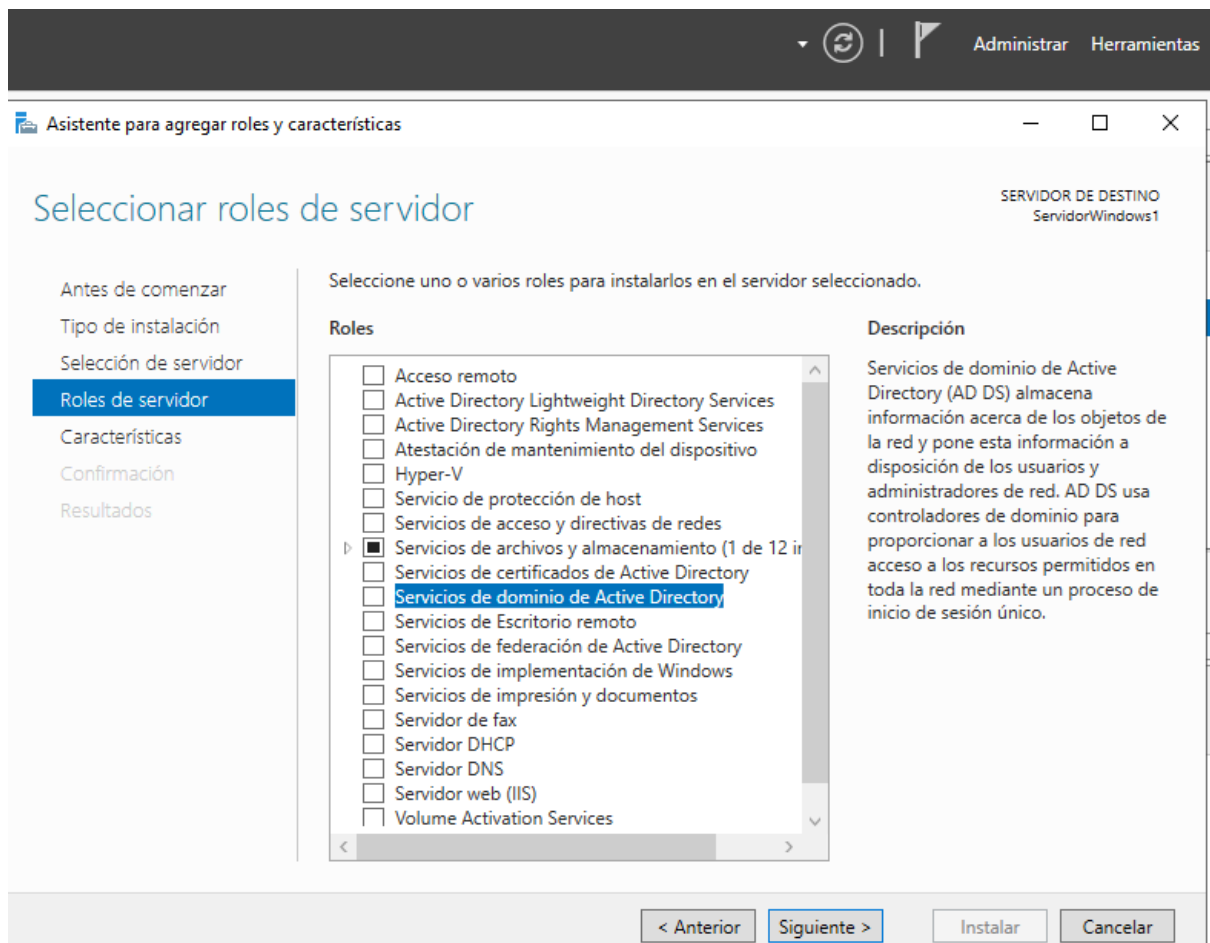 Administrar Herramientas
Asistente para agregar roles y características
Seleccionar roles de servidor
SERVIDOR DE DESTINO
ServidorWindows1
Antes de comenzar
Tipo de instalación
Selección de servidor
Roles de servidor
Características
Confirmación
Resultados
Seleccione uno o varios roles para instalarlos en el servidor seleccionado.
Roles
Acceso remoto
Active Directory Lightweight Directory Services
Active Directory Rights Management Services
Atestación de mantenimiento del dispositivo
Hyper-V
Servicio de protección de host
Servicios de acceso y directivas de redes
Servicios de archivos y almacenamiento (1 de 12 in
Servicios de certificados de Active Directory
Servicios de dominio de Active Directory
Servicios de Escritorio remoto
Servicios de federación de Active Directory
Servicios de implementación de Windows
Servicios de impresión y documentos
Servidor de fax
Servidor DHCP
Servidor DNS
Servidor web (IIS)
Volume Activation Services
Descripción
Servicios de dominio de Active
Directory (AD DS) almacena
información acerca de los objetos de
la red y pone esta información a
disposición de los usuarios y
administradores de red. AD DS usa
controladores de dominio para
proporcionar a los usuarios de red
acceso a los recursos permitidos en
toda la red mediante un proceso de
inicio de sesión único.
< Anterior Siguiente > Instalar Cancelar